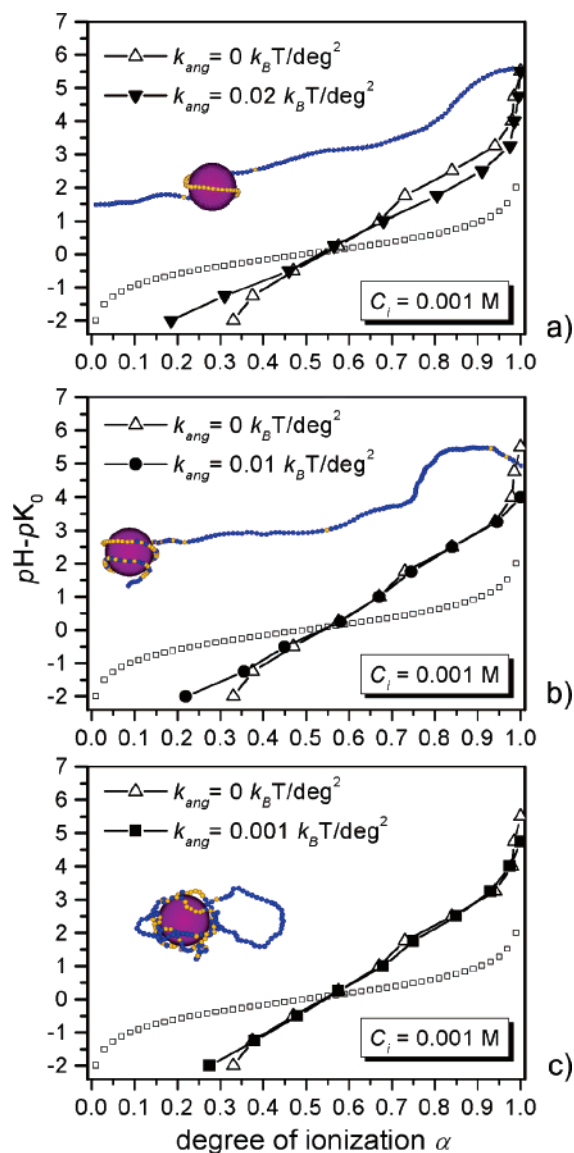 7
6
5
4
3
2
1
0
-1
-2
k_ang = 0 k_BT/deg²
k_ang = 0.02 k_BT/deg²
C_i = 0.001 M
a)
0.0 0.1 0.2 0.3 0.4 0.5 0.6 0.7 0.8 0.9 1.0
7
6
5
4
3
2
1
0
-1
-2
k_ang = 0 k_BT/deg²
k_ang = 0.01 k_BT/deg²
pH-pK₀
C_i = 0.001 M
b)
0.0 0.1 0.2 0.3 0.4 0.5 0.6 0.7 0.8 0.9 1.0
7
6
5
4
3
2
1
0
-1
-2
k_ang = 0 k_BT/deg²
k_ang = 0.001 k_BT/deg²
C_i = 0.001 M
c)
0.0 0.1 0.2 0.3 0.4 0.5 0.6 0.7 0.8 0.9 1.0
degree of ionization α